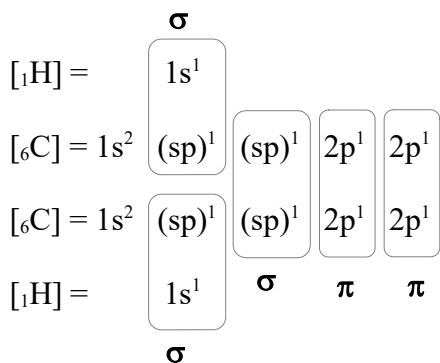 σ
[₁H] = 1s¹
[₆C] = 1s² (sp)¹ (sp)¹ 2p¹ 2p¹
[₆C] = 1s² (sp)¹ (sp)¹ 2p¹ 2p¹
[₁H] = 1s¹ σ π π
σ